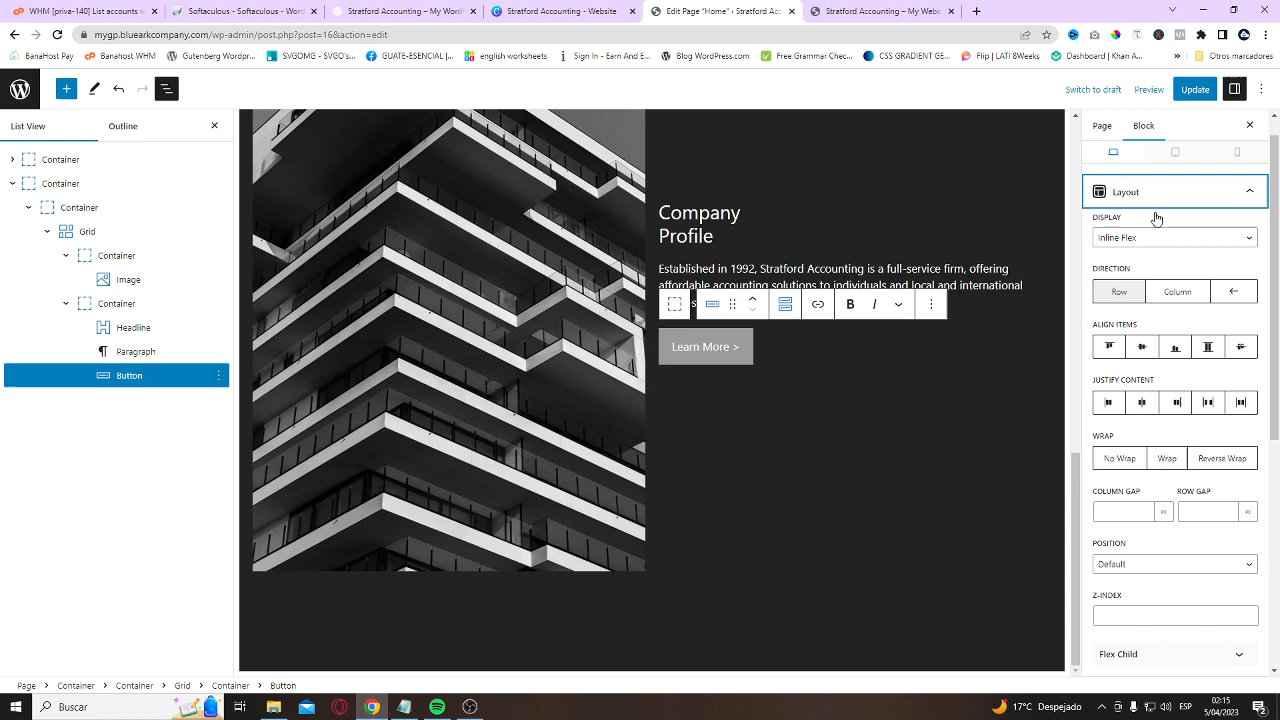 WHM [priva-140] List accounts w
Softaculous - Softaculous - Word
Stratford Accounting – My WordP
Stratford Accounting - Website
Edit Page "Home" ‹ Stratford Acc
Stratford Accounting – My Websi
mygp.bluearkcompany.com/wp-admin/post.php?post=16&action=edit
BanaHost Pay
Banahost WHM
Gutenberg Wordpr...
SVGOMG - SVGO's...
GUATE-ESENCIAL |...
english worksheets
Sign In - Earn And E...
Blog WordPress.com
Free Grammar Chec...
CSS GRADIENT GE...
Flip | LATI 8Weeks
Dashboard | Khan A...
»
Otros marcadores
Switch to draft
Preview
Update
List View
Outline
Page
Block
Container
Container
Container
Grid
Container
Image
Container
Headline
Paragraph
Button
Company
Profile
Established in 1992, Stratford Accounting is a full-service firm, offering
affordable accounting solutions to individuals and local and international
B I
Learn More >
Layout
DISPLAY
Inline Flex
DIRECTION
Row
Column
ALIGN ITEMS
JUSTIFY CONTENT
WRAP
No Wrap
Wrap
Reverse Wrap
COLUMN GAP
ROW GAP
PX
PX
POSITION
Default
Z-INDEX
Flex Child
Page > Container > Container > Grid > Container > Button
Buscar
17°C Despejado
ESP
02:15
5/04/2023